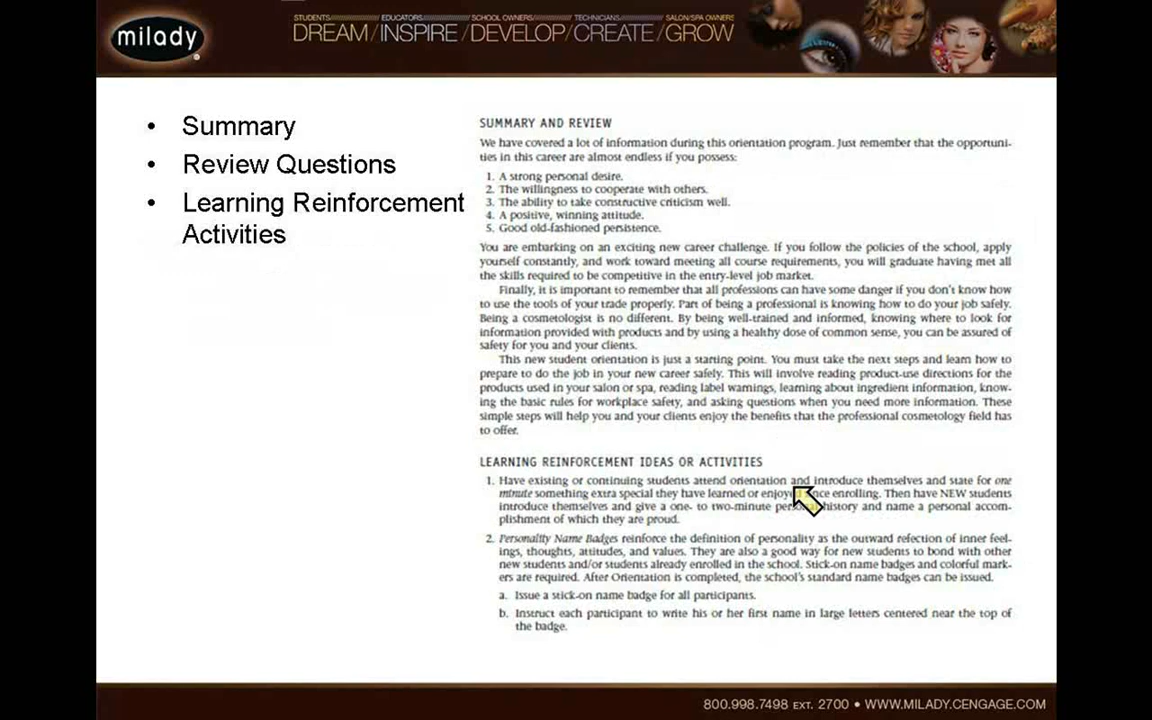 milady
STUDENTS EDUCATORS SCHOOL OWNERS TECHNICIANS SALON/SPA OWNERS
DREAM/INSPIRE/DEVELOP/CREATE/GROW
• Summary
• Review Questions
• Learning Reinforcement
Activities
SUMMARY AND REVIEW
We have covered a lot of information during this orientation program. Just remember that the opportuni-
ties in this career are almost endless if you possess:
1. A strong personal desire.
2. The willingness to cooperate with others.
3. The ability to take constructive criticism well.
4. A positive, winning attitude.
5. Good old-fashioned persistence.
You are embarking on an exciting new career challenge. If you follow the policies of the school, apply
yourself constantly, and work toward meeting all course requirements, you will graduate having met all
the skills required to be competitive in the entry-level job market.
Finally, it is important to remember that all professions can have some danger if you don't know how
to use the tools of your trade properly. Part of being a professional is knowing how to do your job safely.
Being a cosmetologist is no different. By being well-trained and informed, knowing where to look for
information provided with products and by using a healthy dose of common sense, you can be assured of
safety for you and your clients.
This new student orientation is just a starting point. You must take the next steps and learn how to
prepare to do the job in your new career safely. This will involve reading product-use directions for the
products used in your salon or spa, reading label warnings, learning about ingredient information, know-
ing the basic rules for workplace safety, and asking questions when you need more information. These
simple steps will help you and your clients enjoy the benefits that the professional cosmetology field has
to offer.
LEARNING REINFORCEMENT IDEAS OR ACTIVITIES
1. Have existing or continuing students attend orientation and introduce themselves and state for one
minute something extra special they have learned or enjoyed since enrolling. Then have NEW students
introduce themselves and give a one- to two-minute personal history and name a personal accom-
plishment of which they are proud.
2. Personality Name Badges reinforce the definition of personality as the outward refection of inner feel-
ings, thoughts, attitudes, and values. They are also a good way for new students to bond with other
new students and/or students already enrolled in the school. Stick-on name badges and colorful mark-
ers are required. After Orientation is completed, the school's standard name badges can be issued.
a. Issue a stick-on name badge for all participants.
b. Instruct each participant to write his or her first name in large letters centered near the top of
the badge.
800.998.7498 EXT. 2700 • WWW.MILADY.CENGAGE.COM